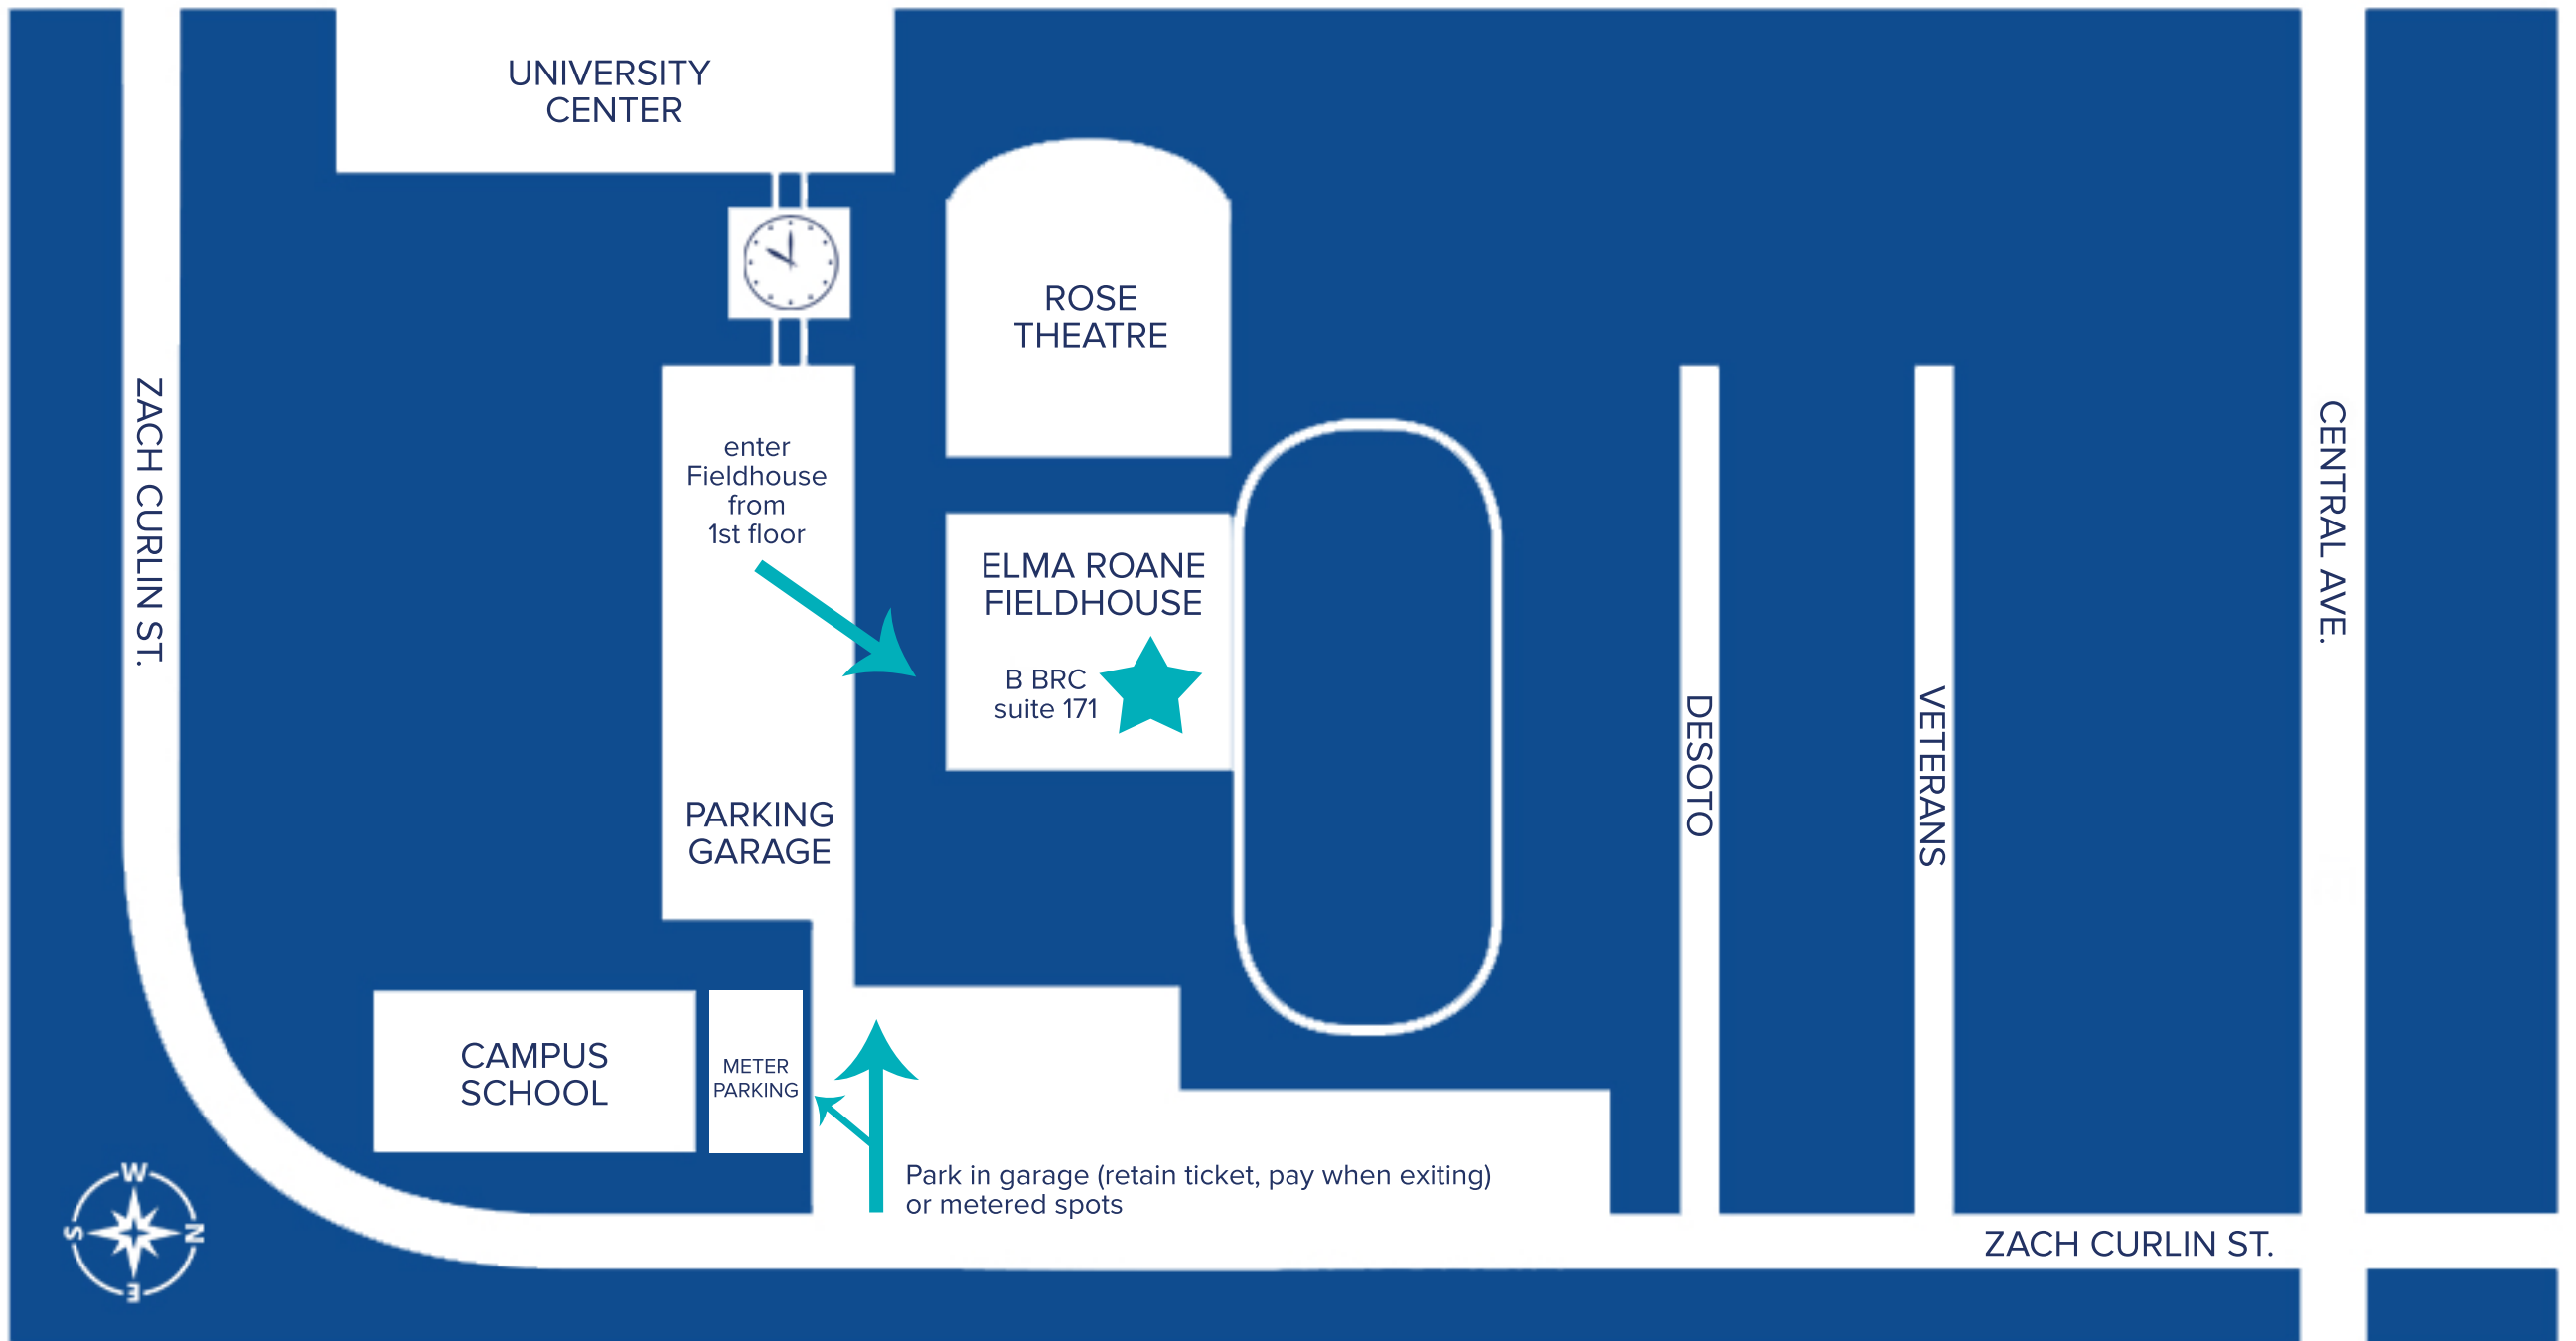 UNIVERSITY
CENTER
ROSE
THEATRE
ZACH CURLIN ST.
enter
Fieldhouse
from
1st floor
ELMA ROANE
FIELDHOUSE
B BRC
suite 171
PARKING
GARAGE
DESOTO
VETERANS
CENTRAL AVE.
CAMPUS
SCHOOL
METER
PARKING
Park in garage (retain ticket, pay when exiting)
or metered spots
ZACH CURLIN ST.
W
S
N
E